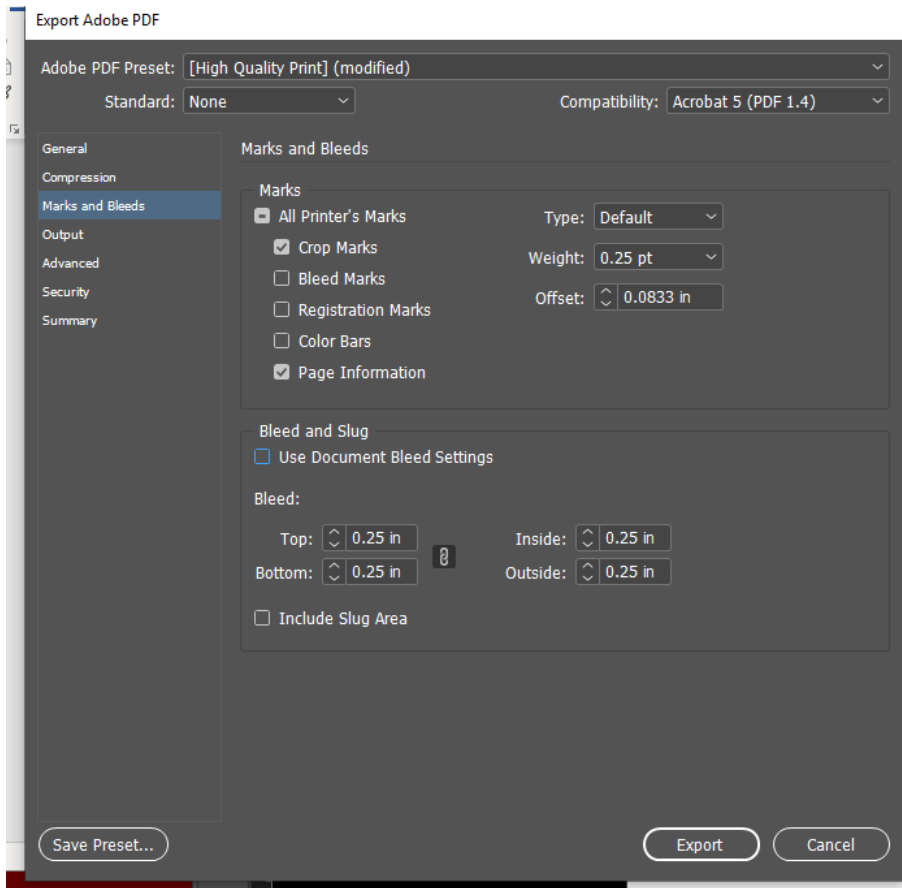 Export Adobe PDF
Adobe PDF Preset: [High Quality Print] (modified)
Standard: None Compatibility: Acrobat 5 (PDF 1.4)
General
Compression
Marks and Bleeds
Output
Advanced
Security
Summary
Marks and Bleeds
Marks
All Printer's Marks
Crop Marks
Bleed Marks
Registration Marks
Color Bars
Page Information
Type: Default
Weight: 0.25 pt
Offset: 0.0833 in
Bleed and Slug
Use Document Bleed Settings
Bleed:
Top: 0.25 in Inside: 0.25 in
Bottom: 0.25 in Outside: 0.25 in
Include Slug Area
Save Preset... Export Cancel